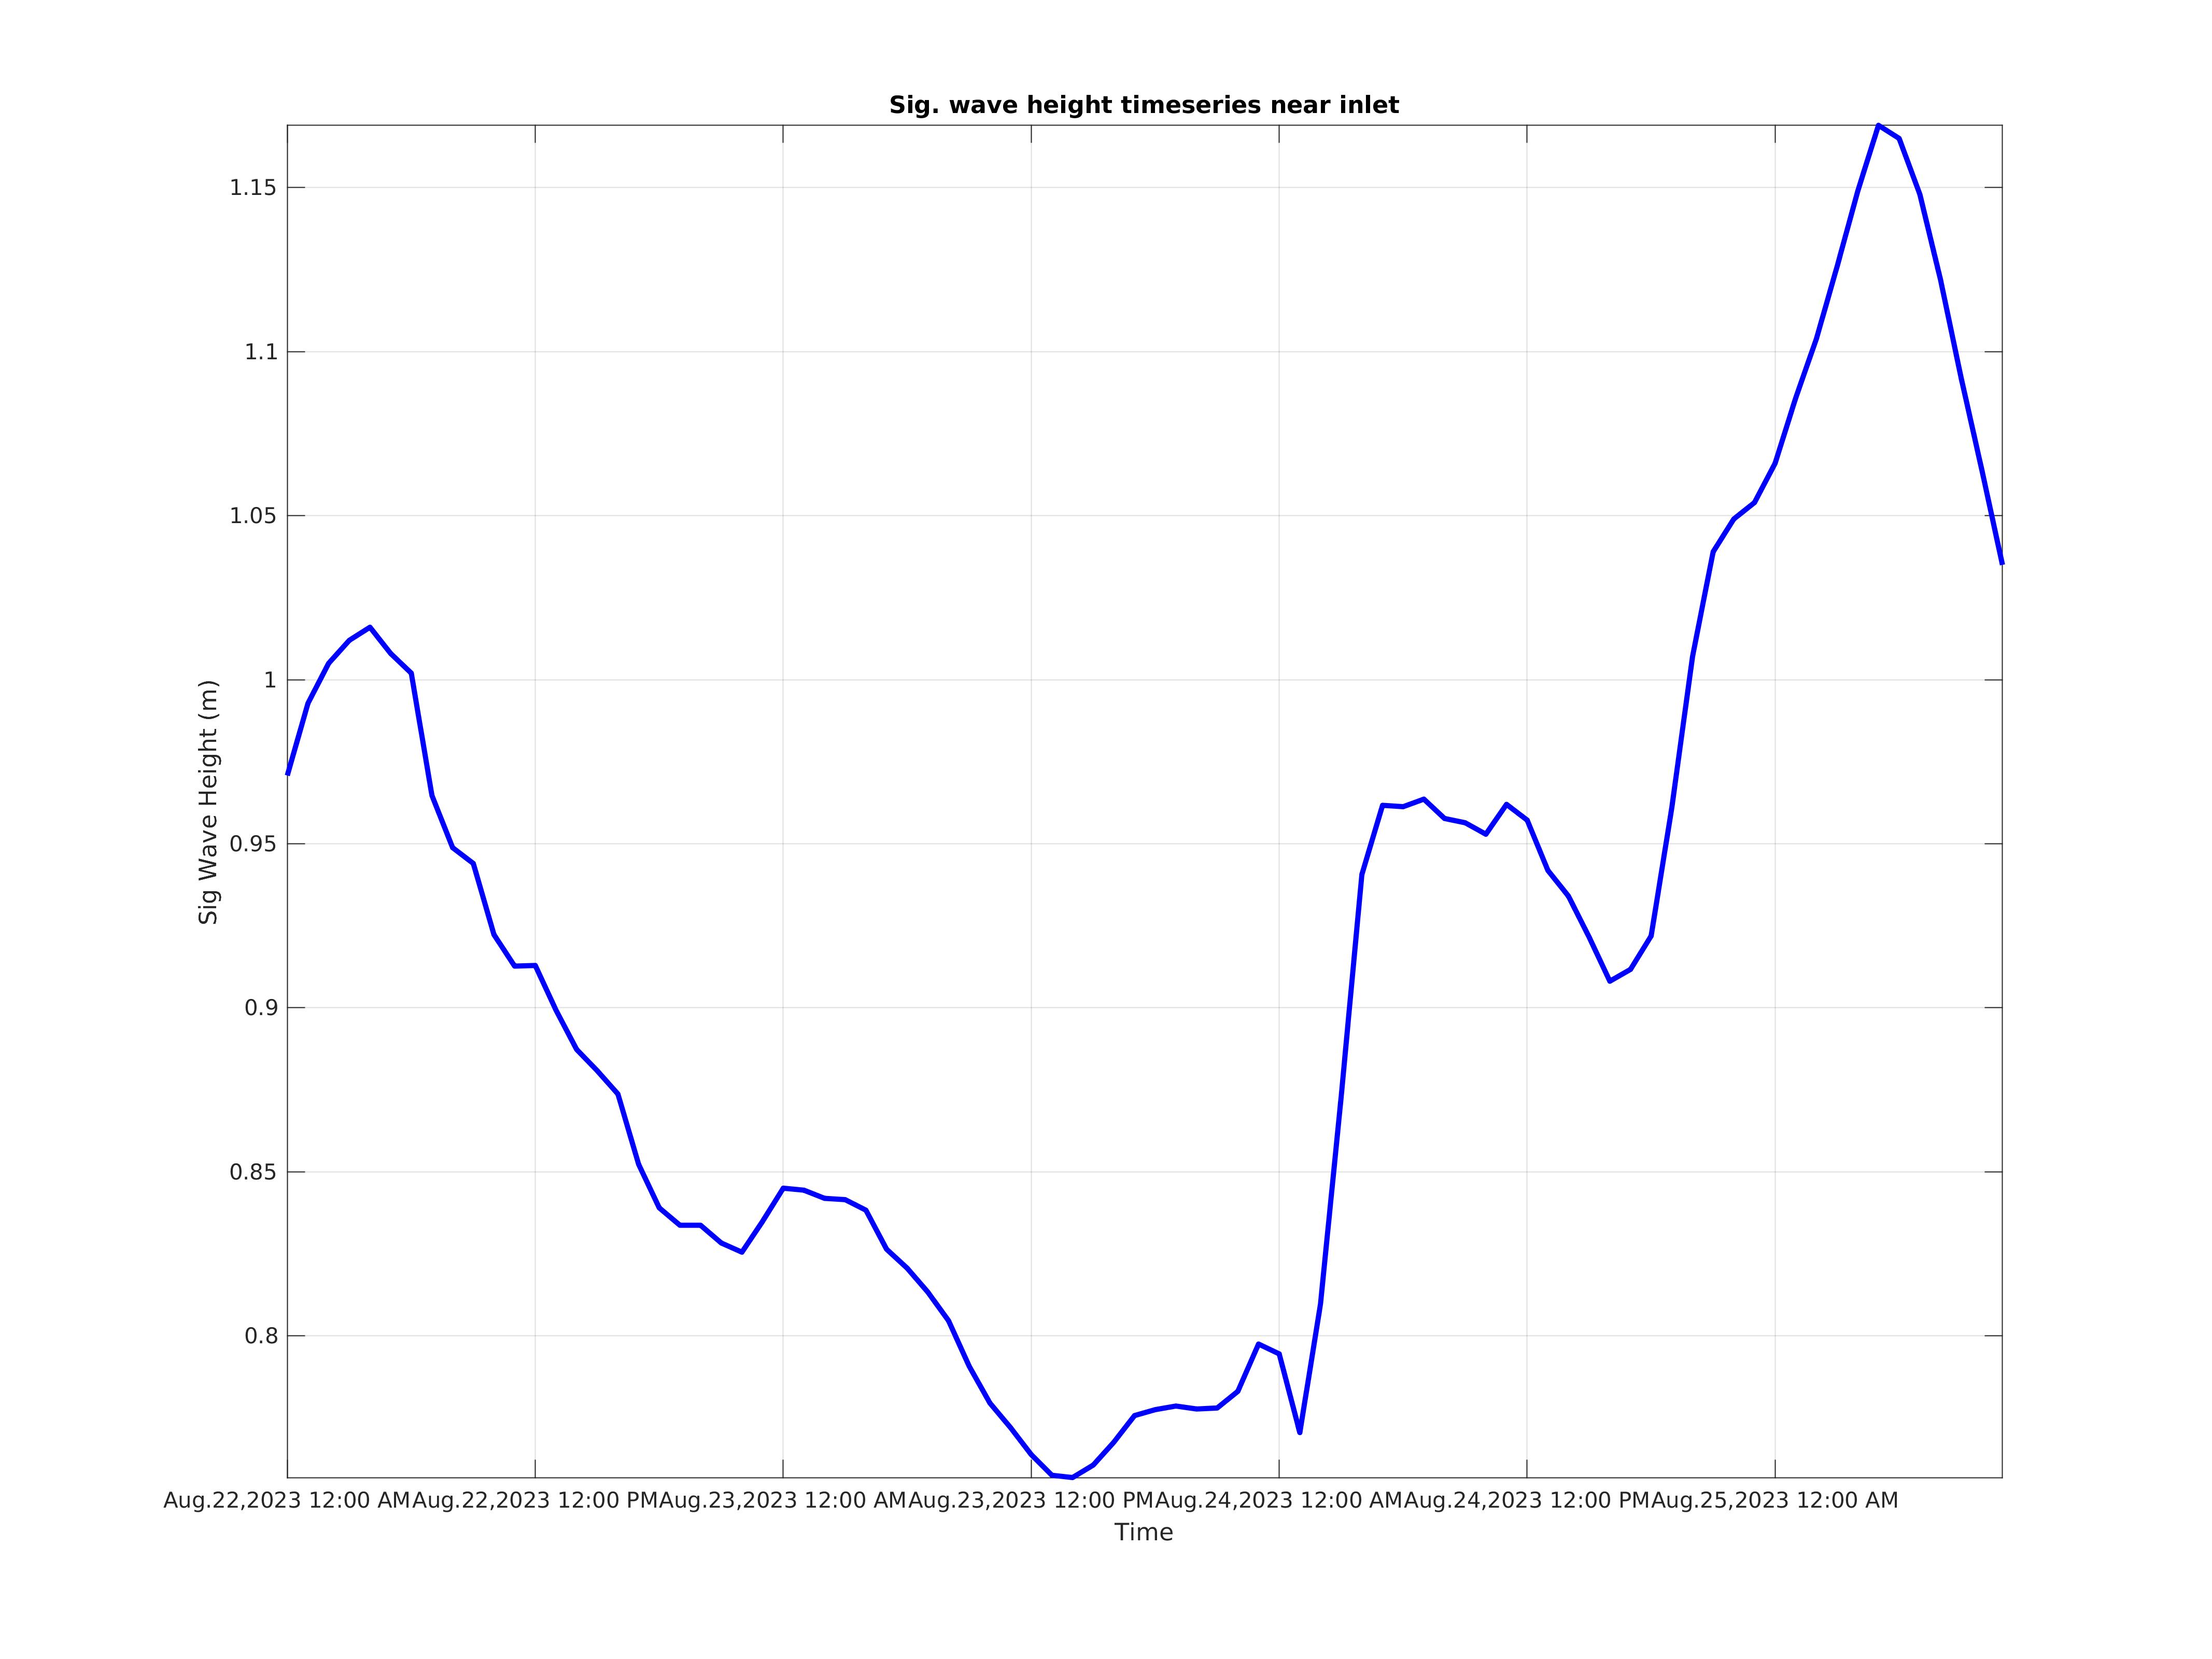 Sig. wave height timeseries near inlet
1.15
1.1
1.05
1
0.95
0.9
0.85
0.8
Sig Wave Height (m)
Aug.22,2023 12:00 AM Aug.22,2023 12:00 PM Aug.23,2023 12:00 AM Aug.23,2023 12:00 PM Aug.24,2023 12:00 AM Aug.24,2023 12:00 PM Aug.25,2023 12:00 AM
Time